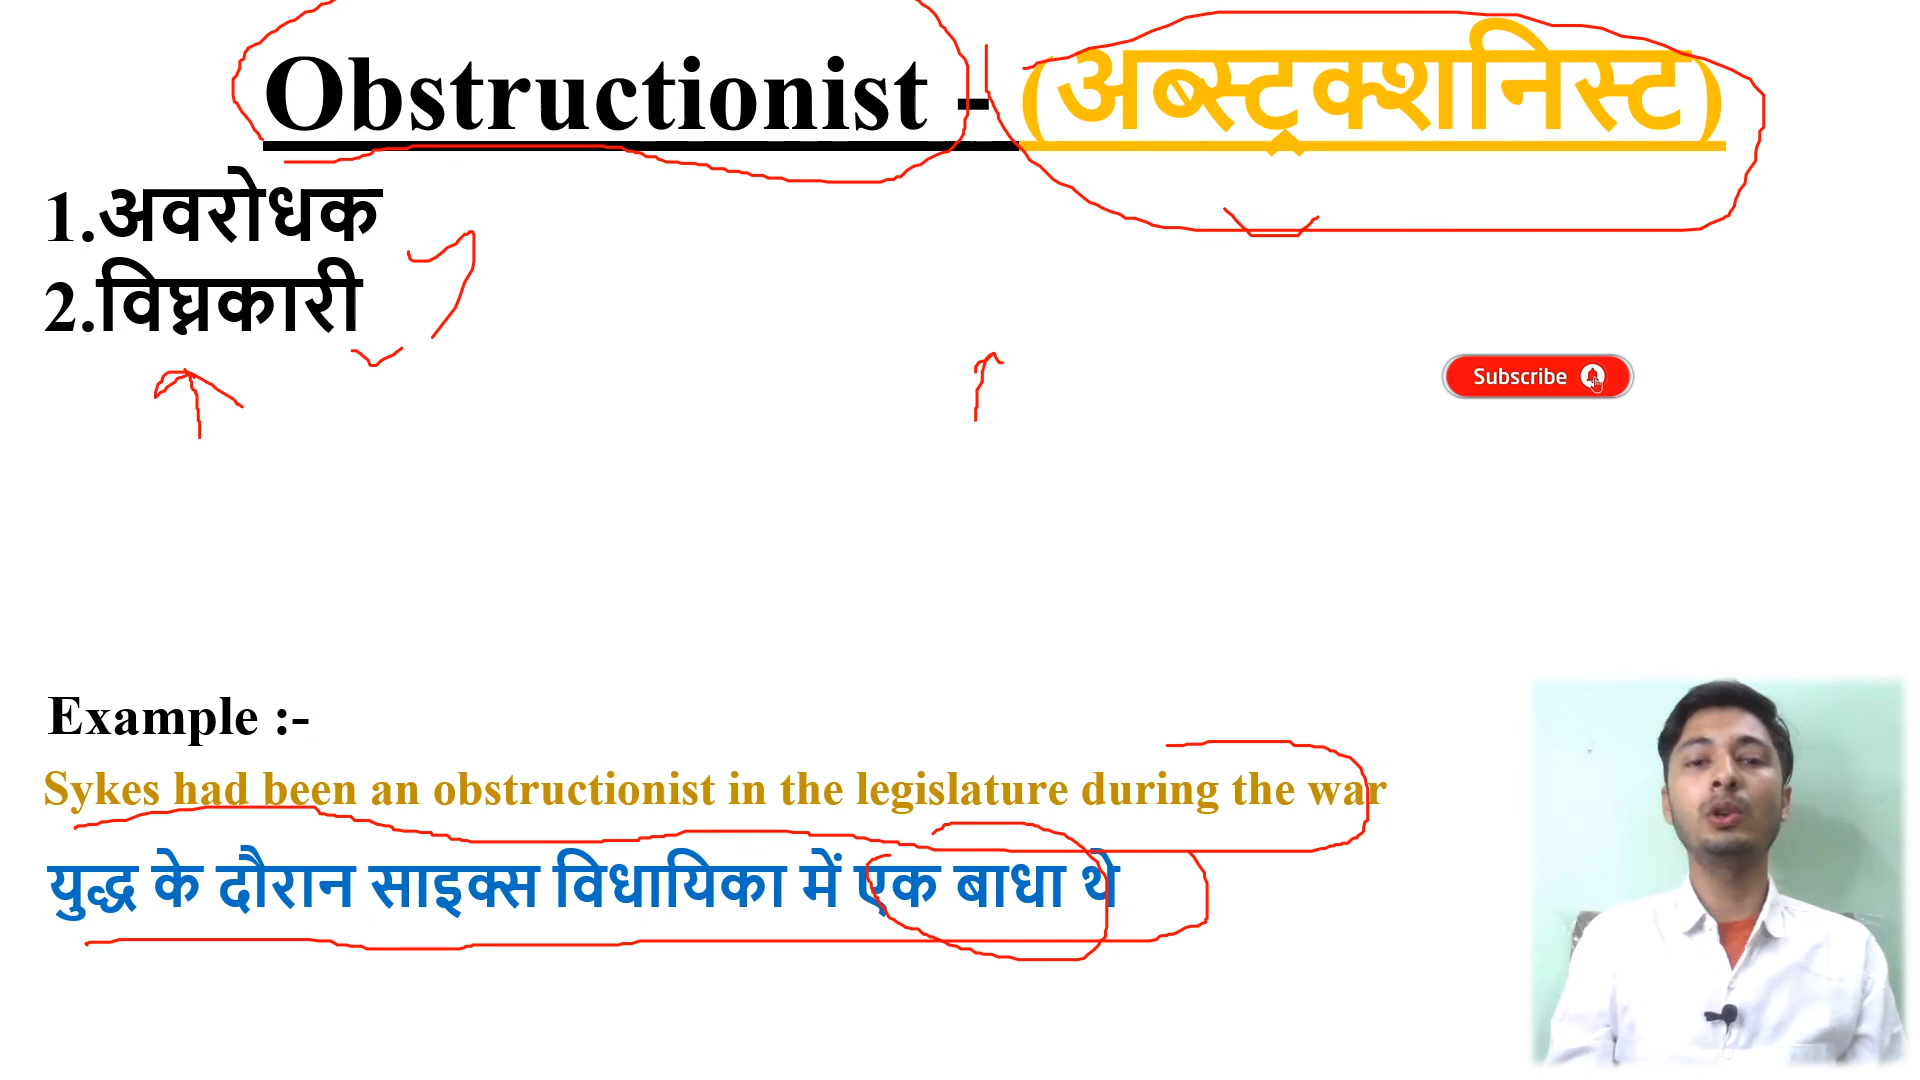 Obstructionist - (अब्स्ट्रक्शनिस्ट)
1.अवरोधक
2.विघ्नकारी
Subscribe
Example :-
Sykes had been an obstructionist in the legislature during the war
युद्ध के दौरान साइक्स विधायिका में एक बाधा थे